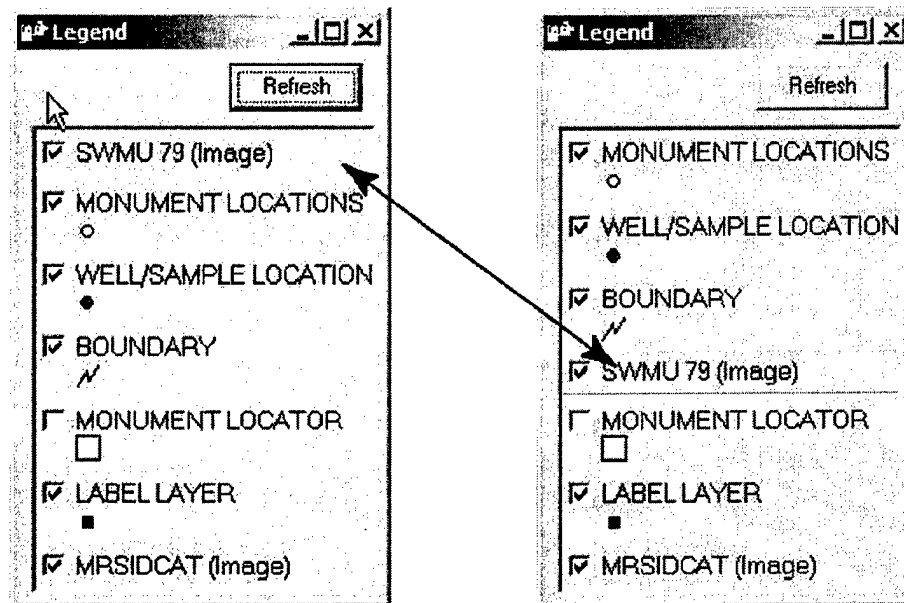 Legend
Refresh
SWMU 79 (Image)
MONUMENT LOCATIONS
WELL/SAMPLE LOCATION
BOUNDARY
MONUMENT LOCATOR
LABEL LAYER
MRSIDCAT (Image)
Legend
Refresh
MONUMENT LOCATIONS
WELL/SAMPLE LOCATION
BOUNDARY
SWMU 79 (Image)
MONUMENT LOCATOR
LABEL LAYER
MRSIDCAT (Image)